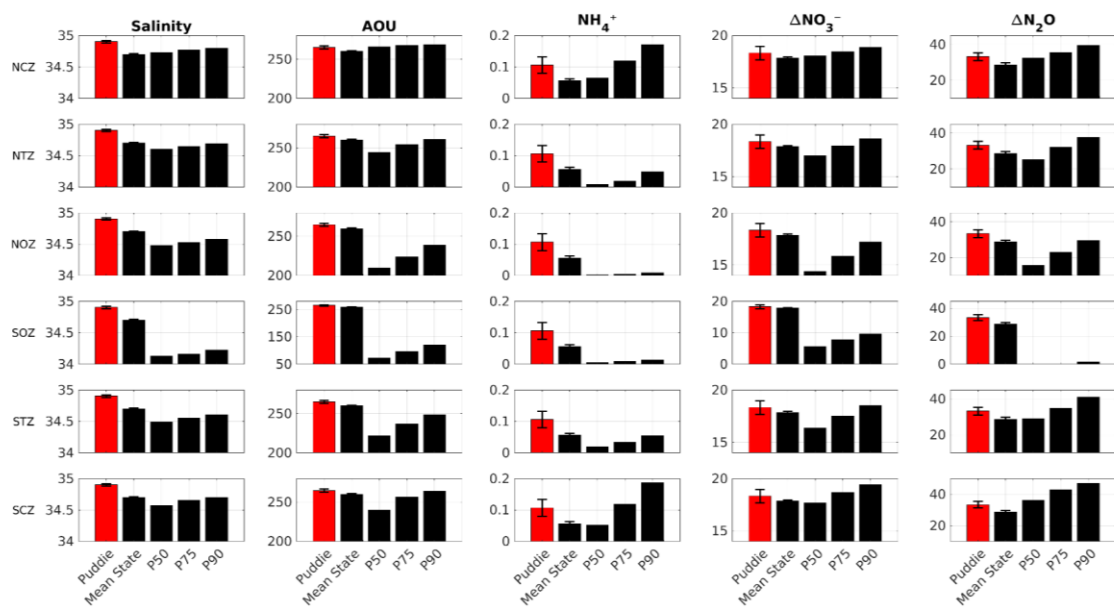 Salinity AOU NH₄⁺ ΔNO₃⁻ ΔN₂O
NCZ 35 34.5 34 250 200 0.2 0.1 0 20 15 40 20
NTZ 35 34.5 34 250 200 0.2 0.1 0 20 15 40 20
NOZ 35 34.5 34 250 200 0.2 0.1 0 20 15 40 20
SOZ 35 34.5 34 250 150 50 0.2 0.1 0 20 10 0 40 20 0
STZ 35 34.5 34 250 200 0.2 0.1 0 20 15 40 20
SCZ 35 34.5 34 250 200 0.2 0.1 0 20 15 40 20
Puddie Mean State P50 P75 P90 Puddie Mean State P50 P75 P90 Puddie Mean State P50 P75 P90 Puddie Mean State P50 P75 P90 Puddie Mean State P50 P75 P90